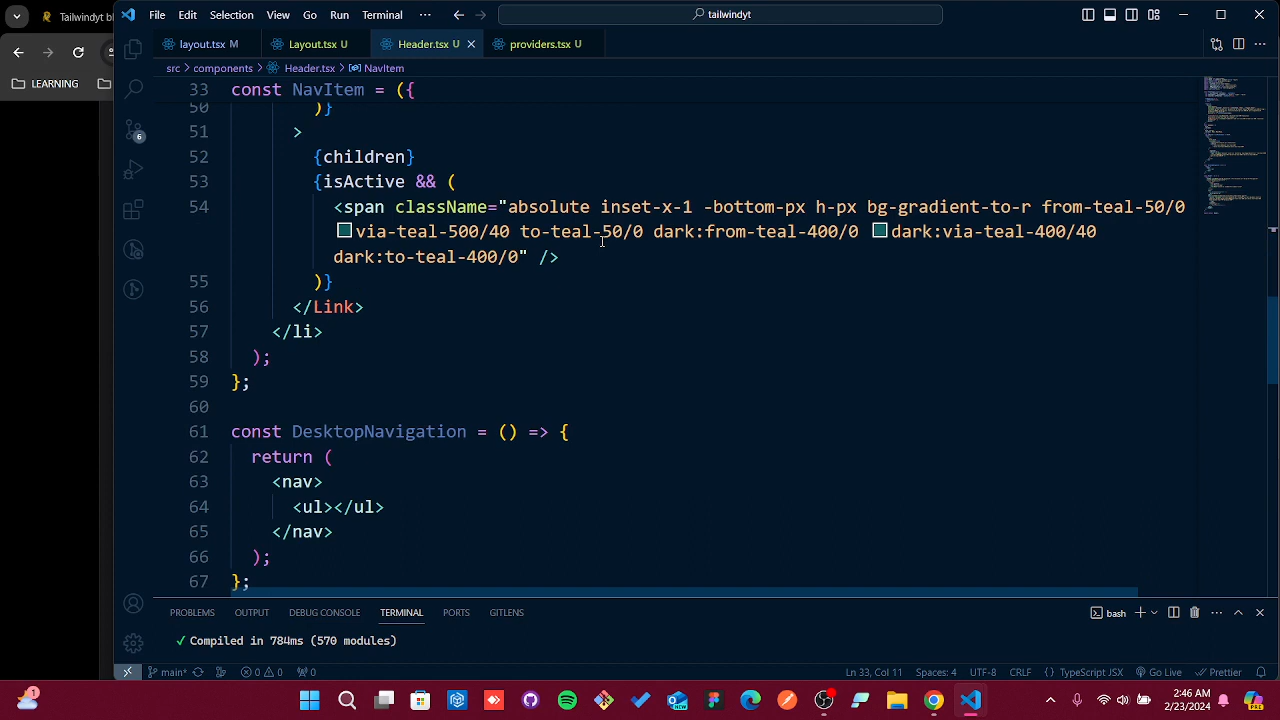 Tailwindyt bl
LEARNING
File Edit Selection View Go Run Terminal ···
tailwindyt
layout.tsx M
Layout.tsx U
Header.tsx U
providers.tsx U
src > components > Header.tsx > NavItem
33 const NavItem = ({
50 )}
51 >
52 {children}
53 {isActive && (
54 <span className="absolute inset-x-1 -bottom-px h-px bg-gradient-to-r from-teal-50/0
via-teal-500/40 to-teal-50/0 dark:from-teal-400/0 dark:via-teal-400/40
dark:to-teal-400/0" />
55 )}
56 </Link>
57 </li>
58 );
59 };
60
61 const DesktopNavigation = () => {
62 return (
63 <nav>
64 <ul></ul>
65 </nav>
66 );
67 };
6
PROBLEMS OUTPUT DEBUG CONSOLE TERMINAL PORTS GITLENS
bash
✓ Compiled in 784ms (570 modules)
main* 0 0 0 Ln 33, Col 11 Spaces: 4 UTF-8 CRLF {} TypeScript JSX Go Live Prettier
1
NEW
2:46 AM
2/23/2024
PRE